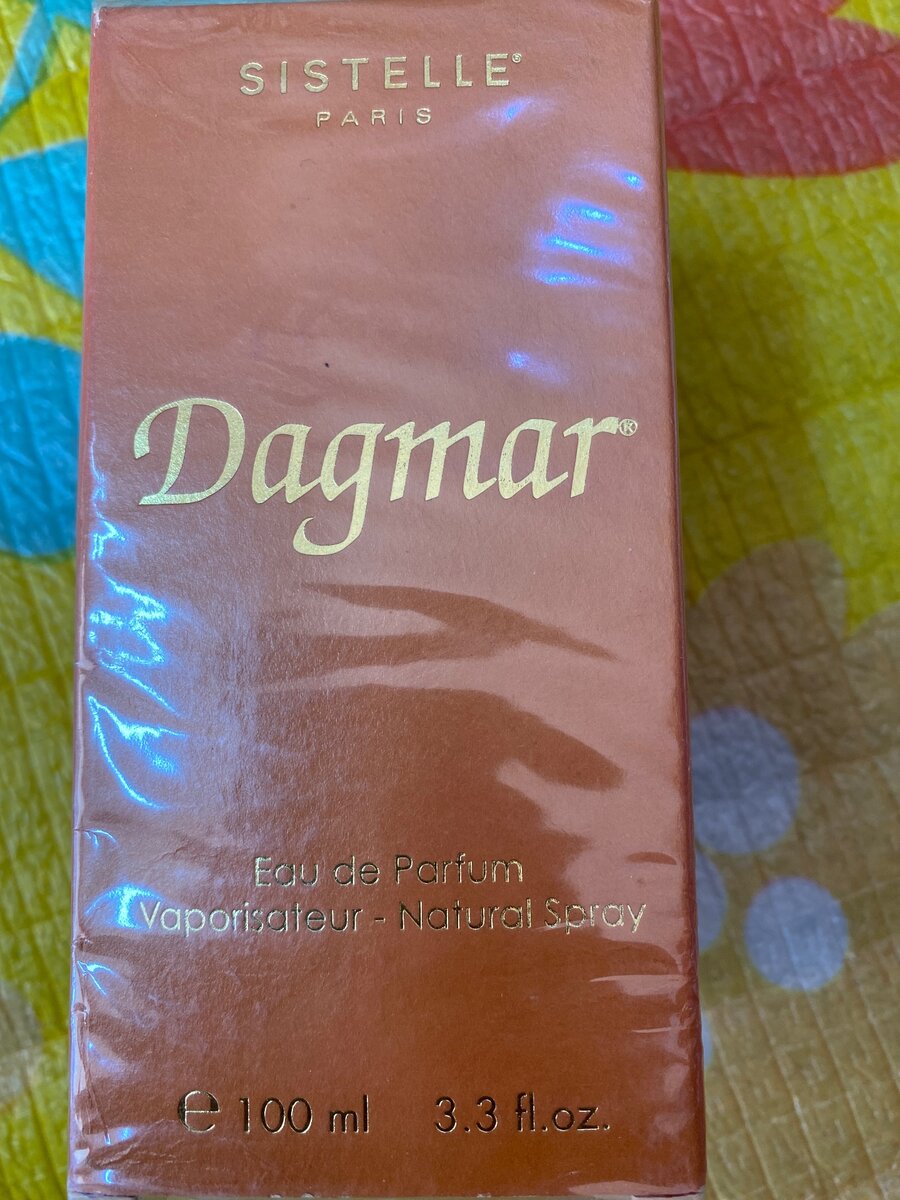 SISTELLE®
PARIS
Dagmar®
Eau de Parfum
Vaporisateur - Natural Spray
℮ 100 ml 3.3 fl.oz.